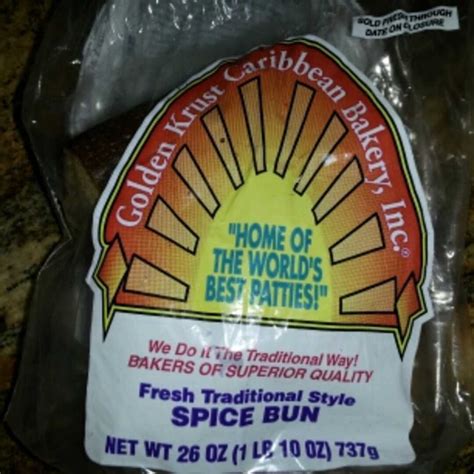 SOLD FRESH THROUGH
DATE ON CLOSURE
Golden Krust Caribbean Bakery, Inc.®
"HOME OF
THE WORLD'S
BEST PATTIES!"
We Do It The Traditional Way!
BAKERS OF SUPERIOR QUALITY
Fresh Traditional Style
SPICE BUN
NET WT 26 OZ (1 LB 10 OZ) 737g